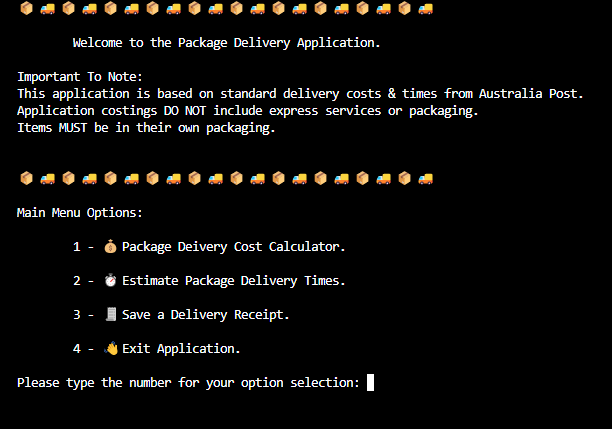 📦 🚚 📦 🚚 📦 🚚 📦 🚚 📦 🚚 📦 🚚 📦 🚚 📦 🚚 📦 🚚 📦 🚚
Welcome to the Package Delivery Application.
Important To Note:
This application is based on standard delivery costs & times from Australia Post.
Application costings DO NOT include express services or packaging.
Items MUST be in their own packaging.
📦 🚚 📦 🚚 📦 🚚 📦 🚚 📦 🚚 📦 🚚 📦 🚚 📦 🚚 📦 🚚 📦 🚚
Main Menu Options:
1 - 💰 Package Deivery Cost Calculator.
2 - ⏱️ Estimate Package Delivery Times.
3 - 🧾 Save a Delivery Receipt.
4 - 👋 Exit Application.
Please type the number for your option selection: